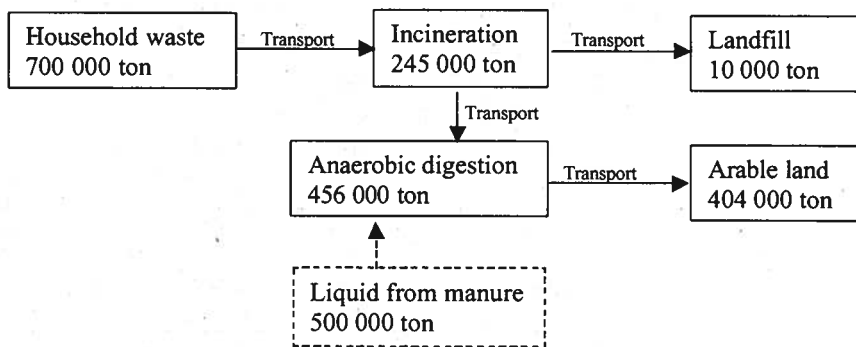 Household waste
700 000 ton
Transport
Incineration
245 000 ton
Transport
Landfill
10 000 ton
Transport
Anaerobic digestion
456 000 ton
Transport
Arable land
404 000 ton
Liquid from manure
500 000 ton